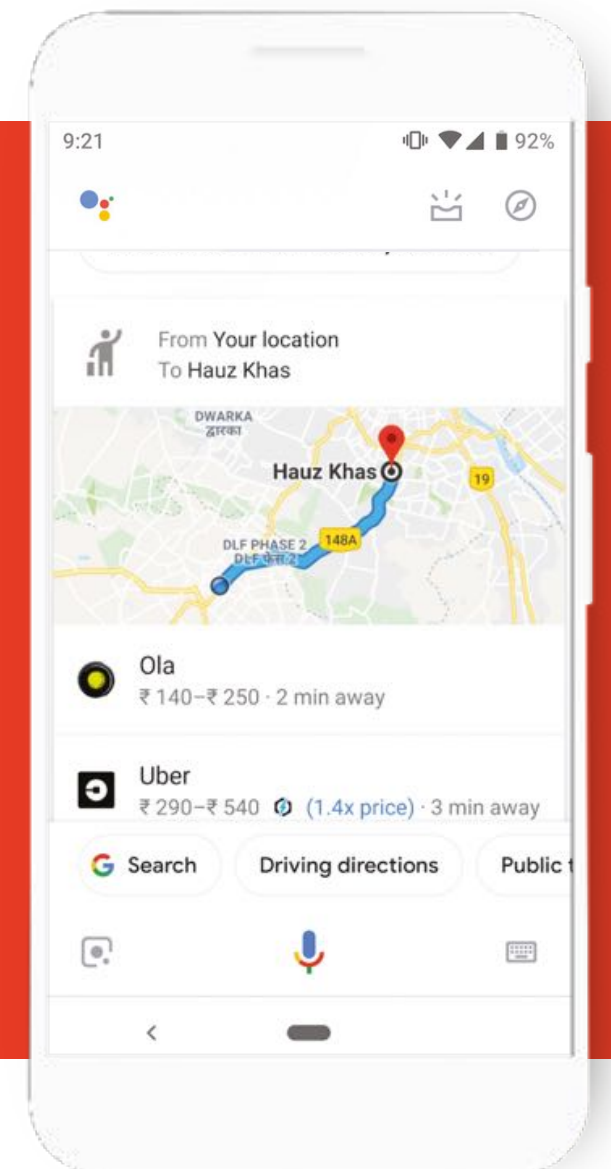 9:21
92%
From Your location
To Hauz Khas
DWARKA
द्वारका
Hauz Khas
19
148A
DLF PHASE 2
DLF फेस 2
Ola
₹ 140–₹ 250 · 2 min away
Uber
₹ 290–₹ 540 (1.4x price) · 3 min away
Search
Driving directions
Public